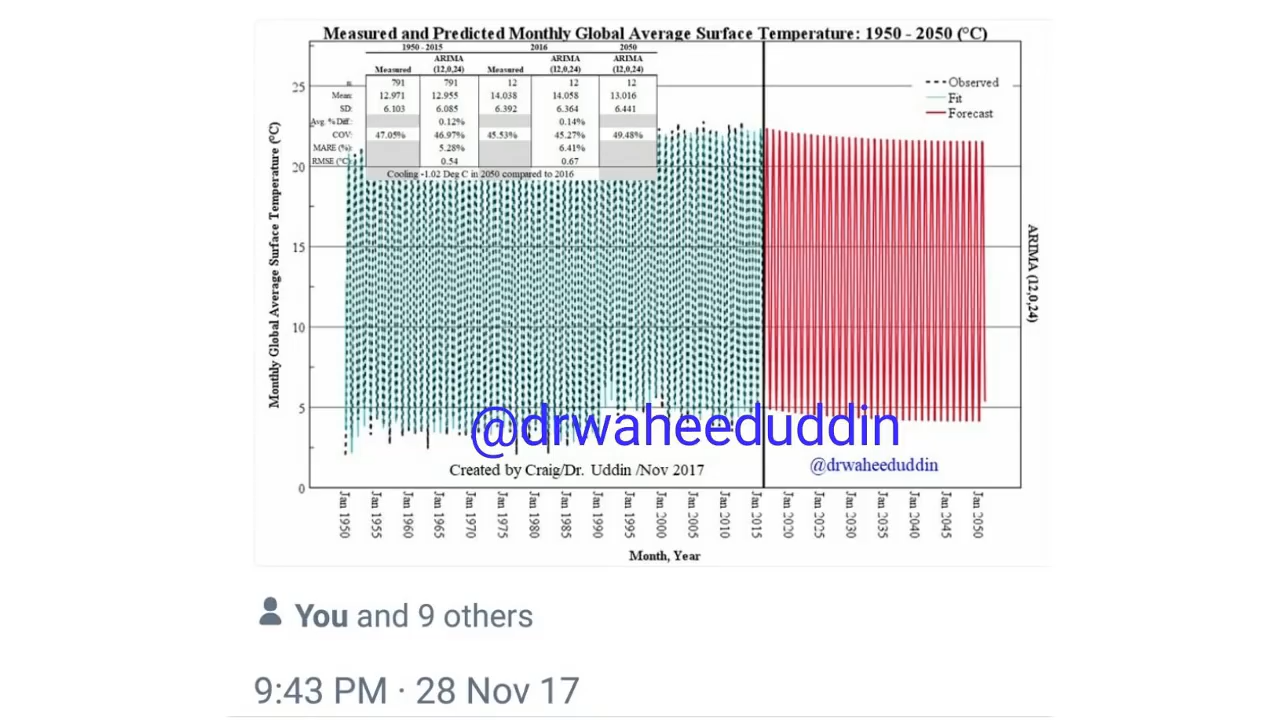 Measured and Predicted Monthly Global Average Surface Temperature: 1950 - 2050 (°C)
1950 - 2015 2016 2050
Measured ARIMA (12,0,24) Measured ARIMA (12,0,24) ARIMA (12,0,24)
n: 791 791 12 12 12
Mean: 12.971 12.955 14.038 14.058 13.016
SD: 6.103 6.085 6.392 6.364 6.441
Avg. % Diff.: 0.12% 0.14%
COV: 47.05% 46.97% 45.53% 45.27% 49.48%
MARE (%): 5.28% 6.41%
RMSE (°C): 0.54 0.67
Cooling -1.02 Deg C in 2050 compared to 2016
Observed
Fit
Forecast
Monthly Global Average Surface Temperature (°C)
25
20
15
10
5
0
ARIMA (12,0,24)
@drwaheeduddin
Created by Craig/Dr. Uddin /Nov 2017
@drwaheeduddin
Jan 1950
Jan 1955
Jan 1960
Jan 1965
Jan 1970
Jan 1975
Jan 1980
Jan 1985
Jan 1990
Jan 1995
Jan 2000
Jan 2005
Jan 2010
Jan 2015
Jan 2020
Jan 2025
Jan 2030
Jan 2035
Jan 2040
Jan 2045
Jan 2050
Month, Year
You and 9 others
9:43 PM · 28 Nov 17